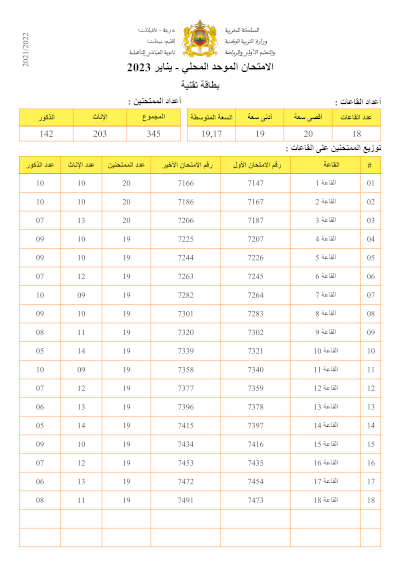 المملكة المغربية
وزارة التربية الوطنية
والتعليم الأولي والرياضة
2021/2022
الامتحان الموحد المحلي - يناير 2023
بطاقة تقنية
أعداد القاعات :
عدد القاعات أقصى سعة أدنى سعة السعة المتوسطة
18 20 19 19,17
أعداد الممتحنين :
المجموع الإناث الذكور
345 203 142
توزيع الممتحنين على القاعات :
# القاعة رقم الامتحان الأول رقم الامتحان الأخير عدد الممتحنين عدد الإناث عدد الذكور
01 القاعة 1 7147 7166 20 10 10
02 القاعة 2 7167 7186 20 10 10
03 القاعة 3 7187 7206 20 13 07
04 القاعة 4 7207 7225 19 10 09
05 القاعة 5 7226 7244 19 10 09
06 القاعة 6 7245 7263 19 12 07
07 القاعة 7 7264 7282 19 09 10
08 القاعة 8 7283 7301 19 10 09
09 القاعة 9 7302 7320 19 11 08
10 القاعة 10 7321 7339 19 14 05
11 القاعة 11 7340 7358 19 09 10
12 القاعة 12 7359 7377 19 12 07
13 القاعة 13 7378 7396 19 13 06
14 القاعة 14 7397 7415 19 14 05
15 القاعة 15 7416 7434 19 10 09
16 القاعة 16 7435 7453 19 12 07
17 القاعة 17 7454 7472 19 13 06
18 القاعة 18 7473 7491 19 11 08